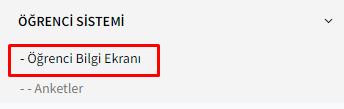 ÖĞRENCİ SİSTEMİ
- Öğrenci Bilgi Ekranı
- - Anketler